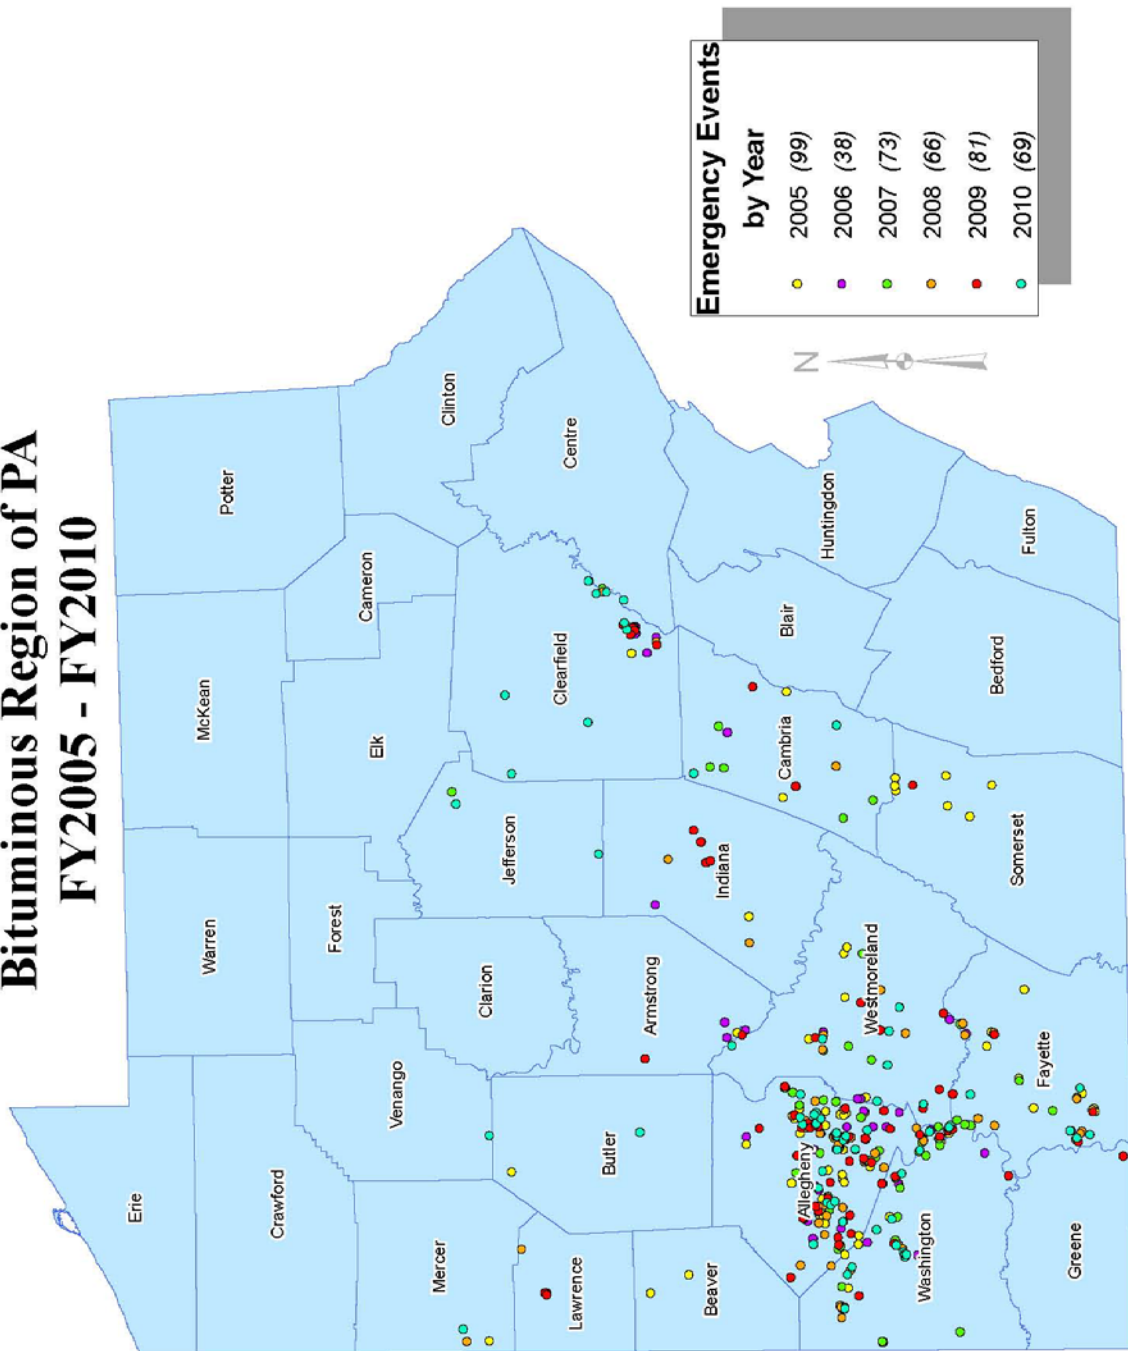 Bituminous Region of PA
FY2005 - FY2010
Erie
Warren
McKean
Potter
Crawford
Forest
Cameron
Elk
Clinton
Venango
Clarion
Mercer
Jefferson
Clearfield
Centre
Butler
Armstrong
Lawrence
Indiana
Beaver
Cambria
Blair
Huntingdon
Allegheny
Westmoreland
Washington
Somerset
Bedford
Fulton
Fayette
Greene
N
Emergency Events
by Year
2005 (99)
2006 (38)
2007 (73)
2008 (66)
2009 (81)
2010 (69)